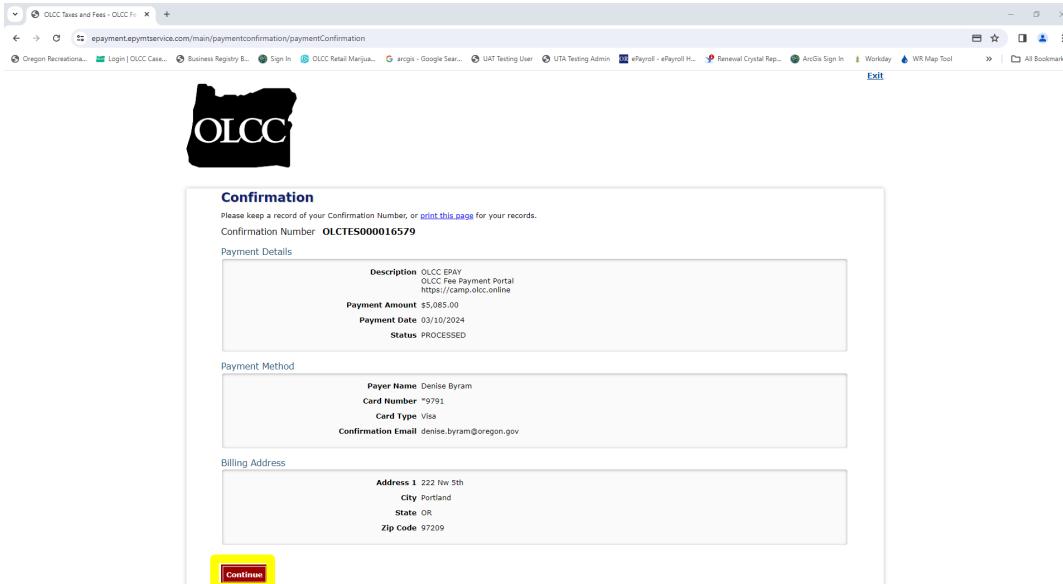 OLCC Taxes and Fees - OLCC Fe
epayment.epymtservice.com/main/paymentconfirmation/paymentConfirmation
Oregon Recreationa... Login | OLCC Case... Business Registry B... Sign In OLCC Retail Marijua... arcgis - Google Sear... UAT Testing User UTA Testing Admin OR ePayroll - ePayroll H... Renewal Crystal Rep... ArcGis Sign In Workday WR Map Tool » All Bookmark
Exit
OLCC
Confirmation
Please keep a record of your Confirmation Number, or print this page for your records.
Confirmation Number OLCTES000016579
Payment Details
Description OLCC EPAY
OLCC Fee Payment Portal
https://camp.olcc.online
Payment Amount $5,085.00
Payment Date 03/10/2024
Status PROCESSED
Payment Method
Payer Name Denise Byram
Card Number *9791
Card Type Visa
Confirmation Email denise.byram@oregon.gov
Billing Address
Address 1 222 Nw 5th
City Portland
State OR
Zip Code 97209
Continue